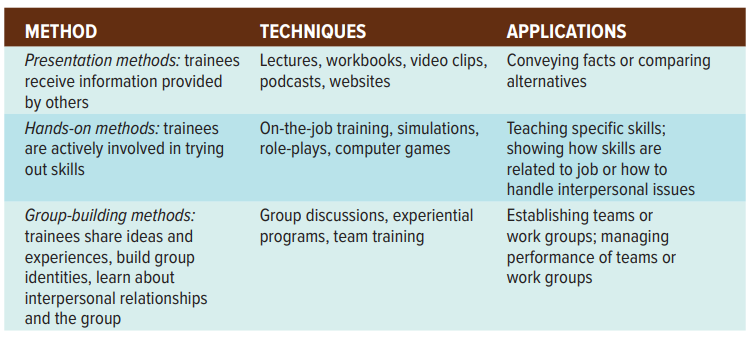 METHOD
TECHNIQUES
APPLICATIONS
Presentation methods: trainees
receive information provided
by others
Lectures, workbooks, video clips,
podcasts, websites
Conveying facts or comparing
alternatives
Hands-on methods: trainees
are actively involved in trying
out skills
On-the-job training, simulations,
role-plays, computer games
Teaching specific skills;
showing how skills are
related to job or how to
handle interpersonal issues
Group-building methods:
trainees share ideas and
experiences, build group
identities, learn about
interpersonal relationships
and the group
Group discussions, experiential
programs, team training
Establishing teams or
work groups; managing
performance of teams or
work groups